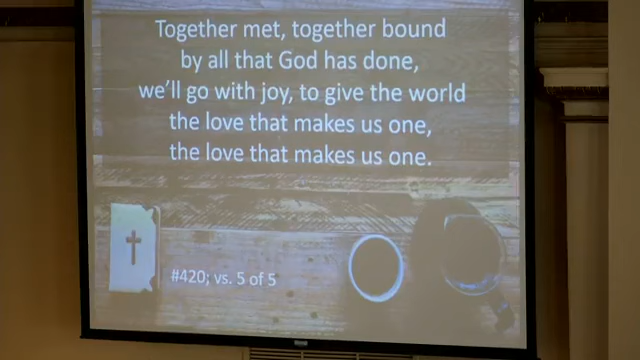 Together met, together bound
by all that God has done,
we'll go with joy, to give the world
the love that makes us one,
the love that makes us one.
#420; vs. 5 of 5